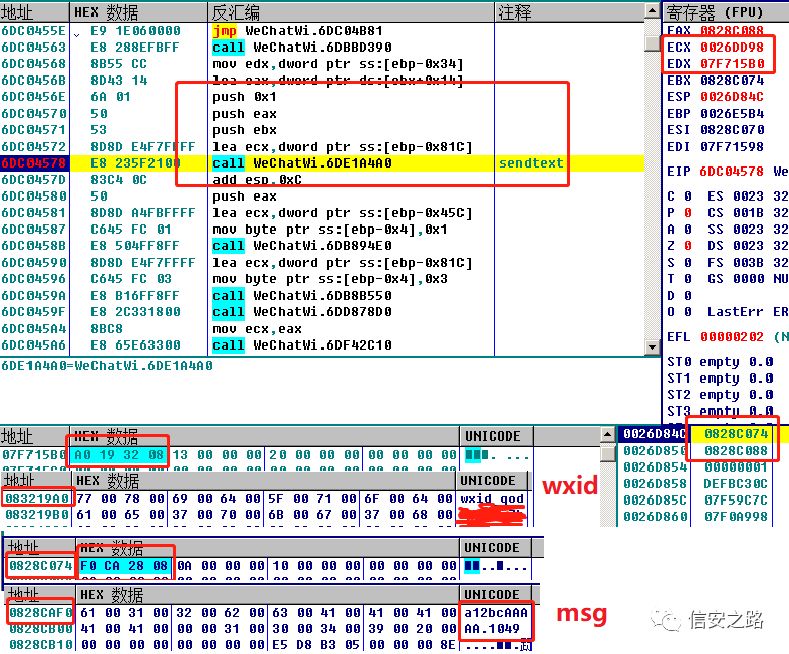 地址 HEX 数据 反汇编 注释 寄存器 (FPU)
6DC0455E E9 1E060000 jmp WeChatWi.6DC04B81 EAX 0828C088
6DC04563 E8 288EFBFF call WeChatWi.6DBBD390 ECX 0026DD98
6DC04568 8B55 CC mov edx,dword ptr ss:[ebp-0x34] EDX 07F715B0
6DC0456B 8D43 14 lea eax,dword ptr ds:[ebx+0x14] EBX 0828C074
6DC0456E 6A 01 push 0x1 ESP 0026D84C
6DC04570 50 push eax EBP 0026E5B4
6DC04571 53 push ebx ESI 0828C070
6DC04572 8D8D E4F7FFFF lea ecx,dword ptr ss:[ebp-0x81C] EDI 07F71598
6DC04578 E8 235F2100 call WeChatWi.6DE1A4A0 sendtext EIP 6DC04578 We
6DC0457D 83C4 0C add esp,0xC
6DC04580 50 push eax C 0 ES 0023 32
6DC04581 8D8D A4FBFFFF lea ecx,dword ptr ss:[ebp-0x45C] P 0 CS 001B 32
6DC04587 C645 FC 01 mov byte ptr ss:[ebp-0x4],0x1 A 0 SS 0023 32
6DC0458B E8 504FF8FF call WeChatWi.6DB894E0 Z 0 DS 0023 32
6DC04590 8D8D E4F7FFFF lea ecx,dword ptr ss:[ebp-0x81C] S 0 FS 003B 32
6DC04596 C645 FC 03 mov byte ptr ss:[ebp-0x4],0x3 T 0 GS 0000 NU
6DC0459A E8 B16FF8FF call WeChatWi.6DB8B550 D 0
6DC0459F E8 2C331800 call WeChatWi.6DD878D0 O 0 LastErr ER
6DC045A4 8BC8 mov ecx,eax
6DC045A6 E8 65E63300 call WeChatWi.6DF42C10 EFL 00000202 (N
6DE1A4A0=WeChatWi.6DE1A4A0
ST0 empty 0.0
ST1 empty 0.0
ST2 empty 0.0
ST3 empty 0.0
地址 HEX 数据 UNICODE 0026D84C 0828C074
07F715B0 A0 19 32 08 13 00 00 00 20 00 00 00 00 00 00 00 0026D850 0828C088
地址 HEX 数据 UNICODE 0026D854 00000001
083219A0 77 00 78 00 69 00 64 00 5F 00 71 00 6F 00 64 00 wxid_qod 0026D858 DEFBC30C
083219B0 61 00 65 00 37 00 70 00 6B 00 67 00 37 00 68 00 0026D85C 07F59C7C
0026D860 07F0A998
wxid
地址 HEX 数据 UNICODE
0828C074 F0 CA 28 08 0A 00 00 00 10 00 00 00 00 00 00 00
地址 HEX 数据 UNICODE
0828CAF0 61 00 31 00 32 00 62 00 63 00 41 00 41 00 41 00 a12bcAAA
0828CB00 41 00 41 00 00 00 31 00 30 00 34 00 39 00 20 00 AA.1049
0828CB10 00 00 00 00 00 00 00 00 E5 D8 B3 05 00 00 00 8E
msg
信安之路